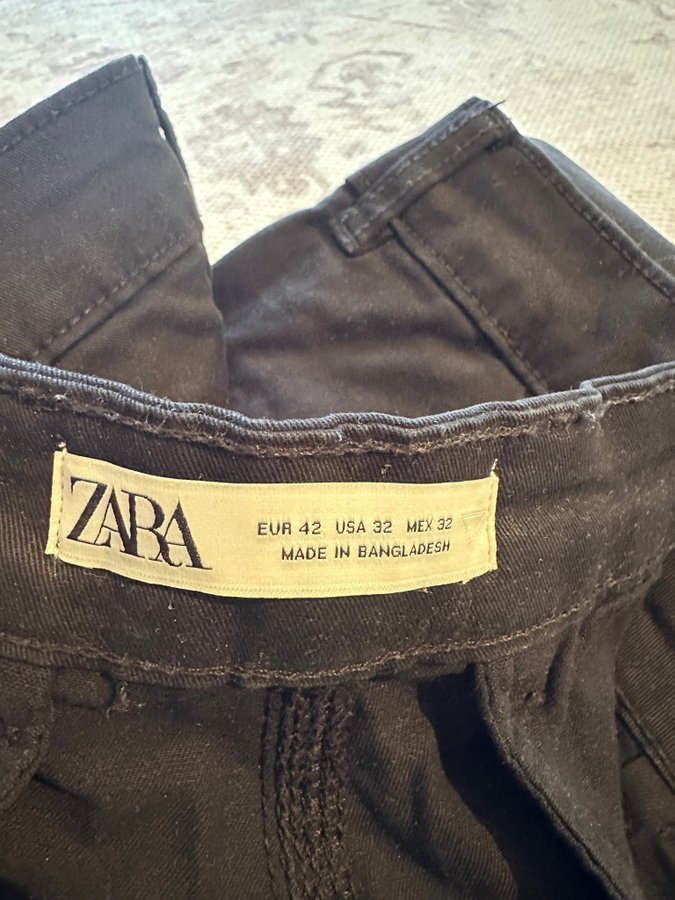 ZARA
EUR 42 USA 32 MEX 32
MADE IN BANGLADESH